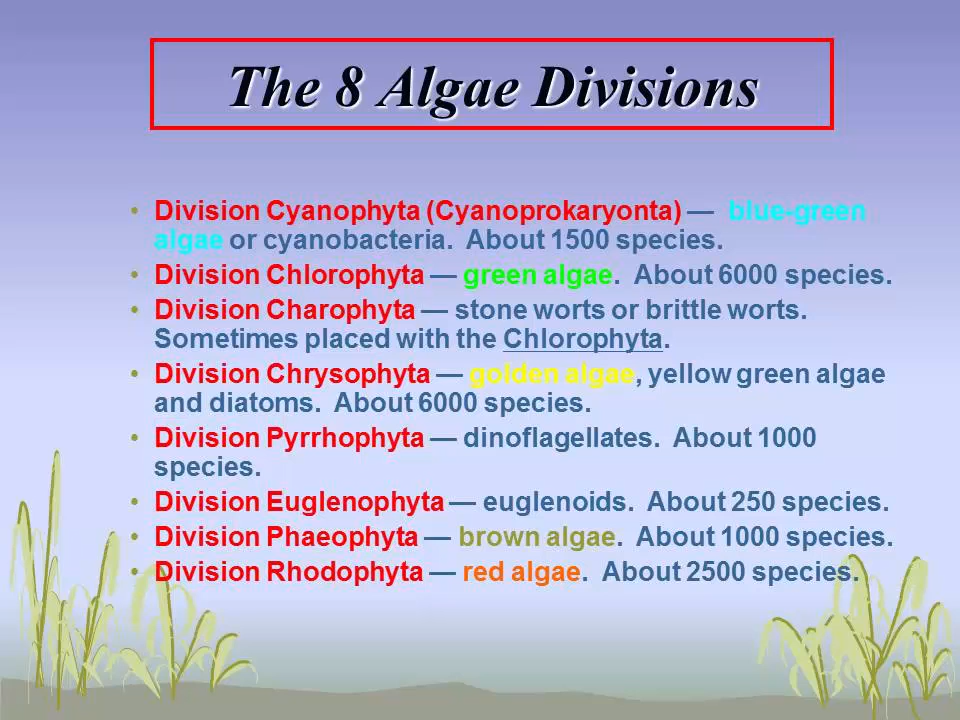 The 8 Algae Divisions
• Division Cyanophyta (Cyanoprokaryonta) — blue-green
algae or cyanobacteria. About 1500 species.
• Division Chlorophyta — green algae. About 6000 species.
• Division Charophyta — stone worts or brittle worts.
Sometimes placed with the Chlorophyta.
• Division Chrysophyta — golden algae, yellow green algae
and diatoms. About 6000 species.
• Division Pyrrhophyta — dinoflagellates. About 1000
species.
• Division Euglenophyta — euglenoids. About 250 species.
• Division Phaeophyta — brown algae. About 1000 species.
• Division Rhodophyta — red algae. About 2500 species.